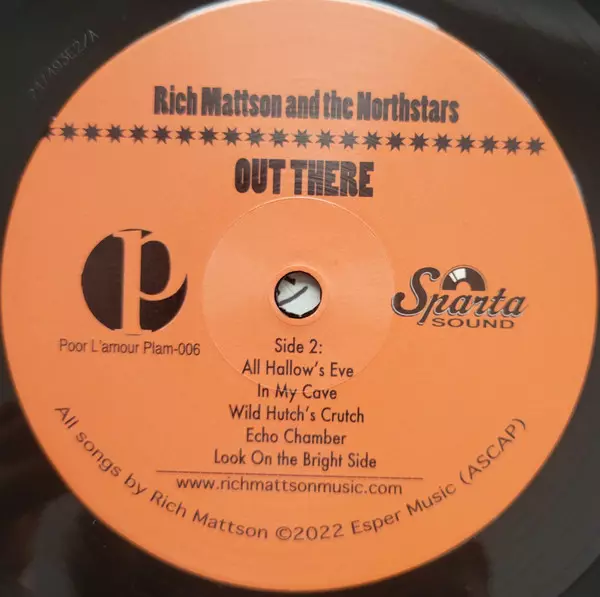 Rich Mattson and the Northstars
OUT THERE
p
Poor L'amour Plam-006
Sparta
SOUND
Side 2:
All Hallow's Eve
In My Cave
Wild Hutch's Crutch
Echo Chamber
Look On the Bright Side
www.richmattsonmusic.com
All songs by Rich Mattson ©2022 Esper Music (ASCAP)